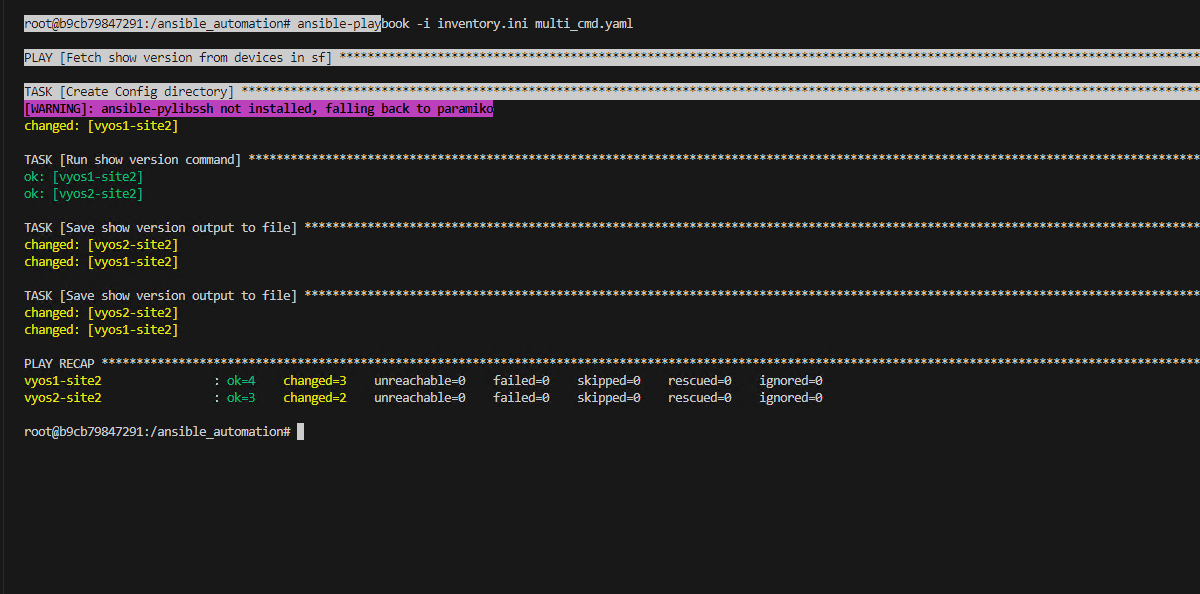 root@b9cb79847291:/ansible_automation# ansible-playbook -i inventory.ini multi_cmd.yaml
PLAY [Fetch show version from devices in sf] ***************************************************************************************************************************
TASK [Create Config directory] *****************************************************************************************************************************************
[WARNING]: ansible-pylibssh not installed, falling back to paramiko
changed: [vyos1-site2]
TASK [Run show version command] ****************************************************************************************************************************************
ok: [vyos1-site2]
ok: [vyos2-site2]
TASK [Save show version output to file] ********************************************************************************************************************************
changed: [vyos2-site2]
changed: [vyos1-site2]
TASK [Save show version output to file] ********************************************************************************************************************************
changed: [vyos2-site2]
changed: [vyos1-site2]
PLAY RECAP *************************************************************************************************************************************************************
vyos1-site2                : ok=4    changed=3    unreachable=0    failed=0    skipped=0    rescued=0    ignored=0
vyos2-site2                : ok=3    changed=2    unreachable=0    failed=0    skipped=0    rescued=0    ignored=0
root@b9cb79847291:/ansible_automation#